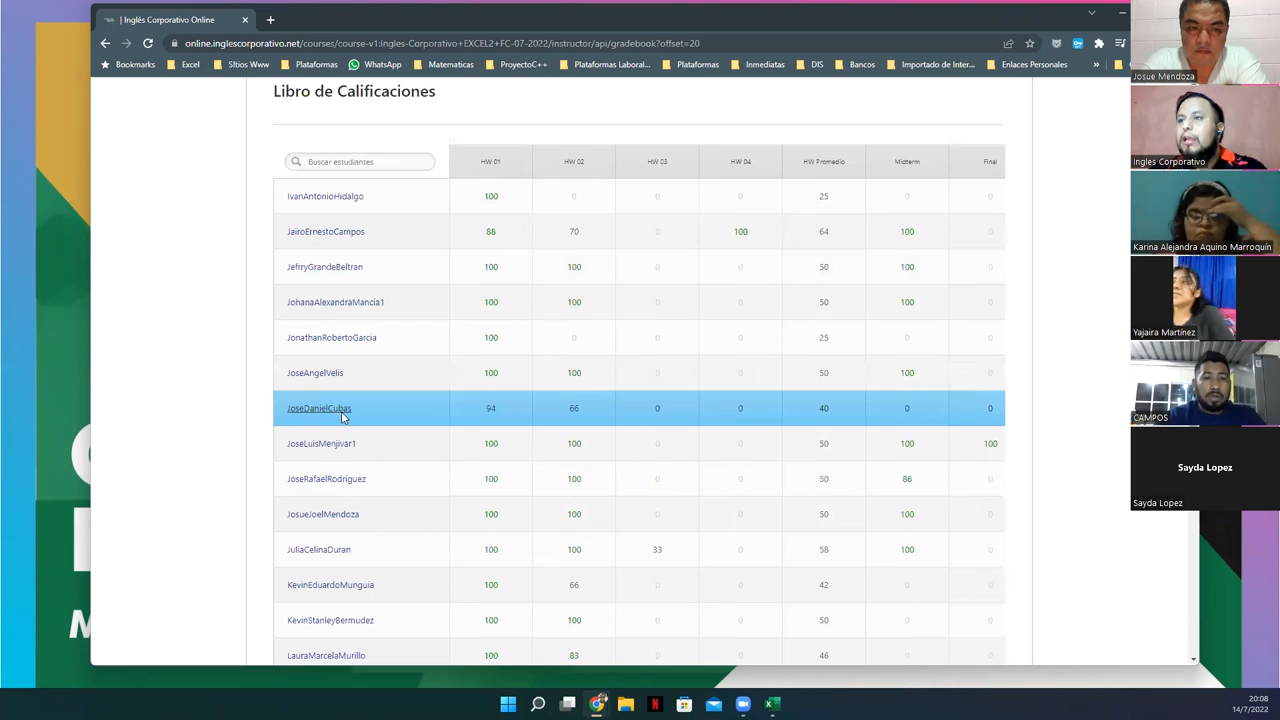 | Inglés Corporativo Online
online.inglescorporativo.net/courses/course-v1:Ingles-Corporativo+EXCEL2+FC-07-2022/instructor/api/gradebook?offset=20
Bookmarks Excel Sitios Www Plataformas WhatsApp Matematicas ProyectoC++ Plataformas Laboral... Plataformas Inmediatas DIS Bancos Importado de Inter... Enlaces Personales »
Libro de Calificaciones
Buscar estudiantes HW 01 HW 02 HW 03 HW 04 HW Promedio Midterm Final
IvanAntonioHidalgo 100 0 0 0 25 0 0
JairoErnestoCampos 88 70 0 100 64 100 0
JefrryGrandeBeltran 100 100 0 0 50 100 0
JohanaAlexandraMancia1 100 100 0 0 50 100 0
JonathanRobertoGarcia 100 0 0 0 25 0 0
JoseAngelVelis 100 100 0 0 50 100 0
JoseDanielCubas 94 66 0 0 40 0 0
JoseLuisMenjivar1 100 100 0 0 50 100 100
JoseRafaelRodriguez 100 100 0 0 50 86 0
JosueJoelMendoza 100 100 0 0 50 100 0
JuliaCelinaDuran 100 100 33 0 58 100 0
KevinEduardoMunguia 100 66 0 0 42 0 0
KevinStanleyBermudez 100 100 0 0 50 0 0
LauraMarcelaMurillo 100 83 0 0 46 0 0
Josue Mendoza
Ingles Corporativo
Karina Alejandra Aquino Marroquín
Yajaira Martínez
CAMPOS
Sayda Lopez
Sayda Lopez
20:08
14/7/2022